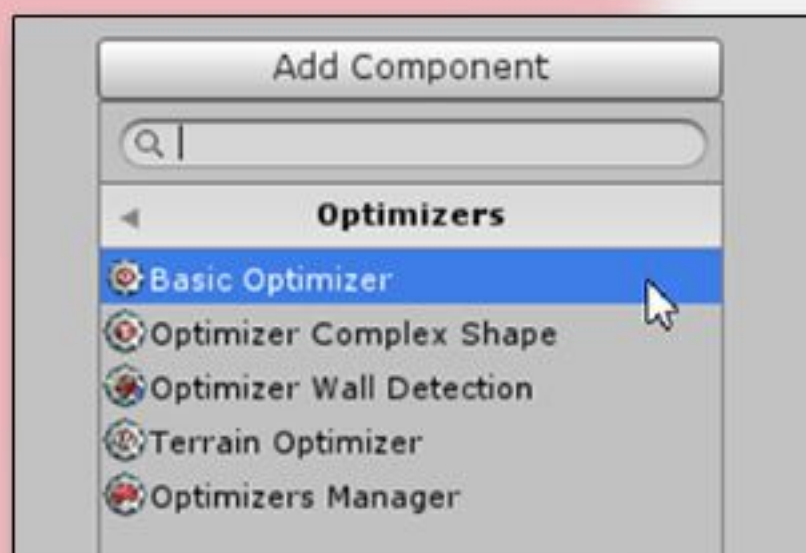 Add Component
Optimizers
Basic Optimizer
Optimizer Complex Shape
Optimizer Wall Detection
Terrain Optimizer
Optimizers Manager